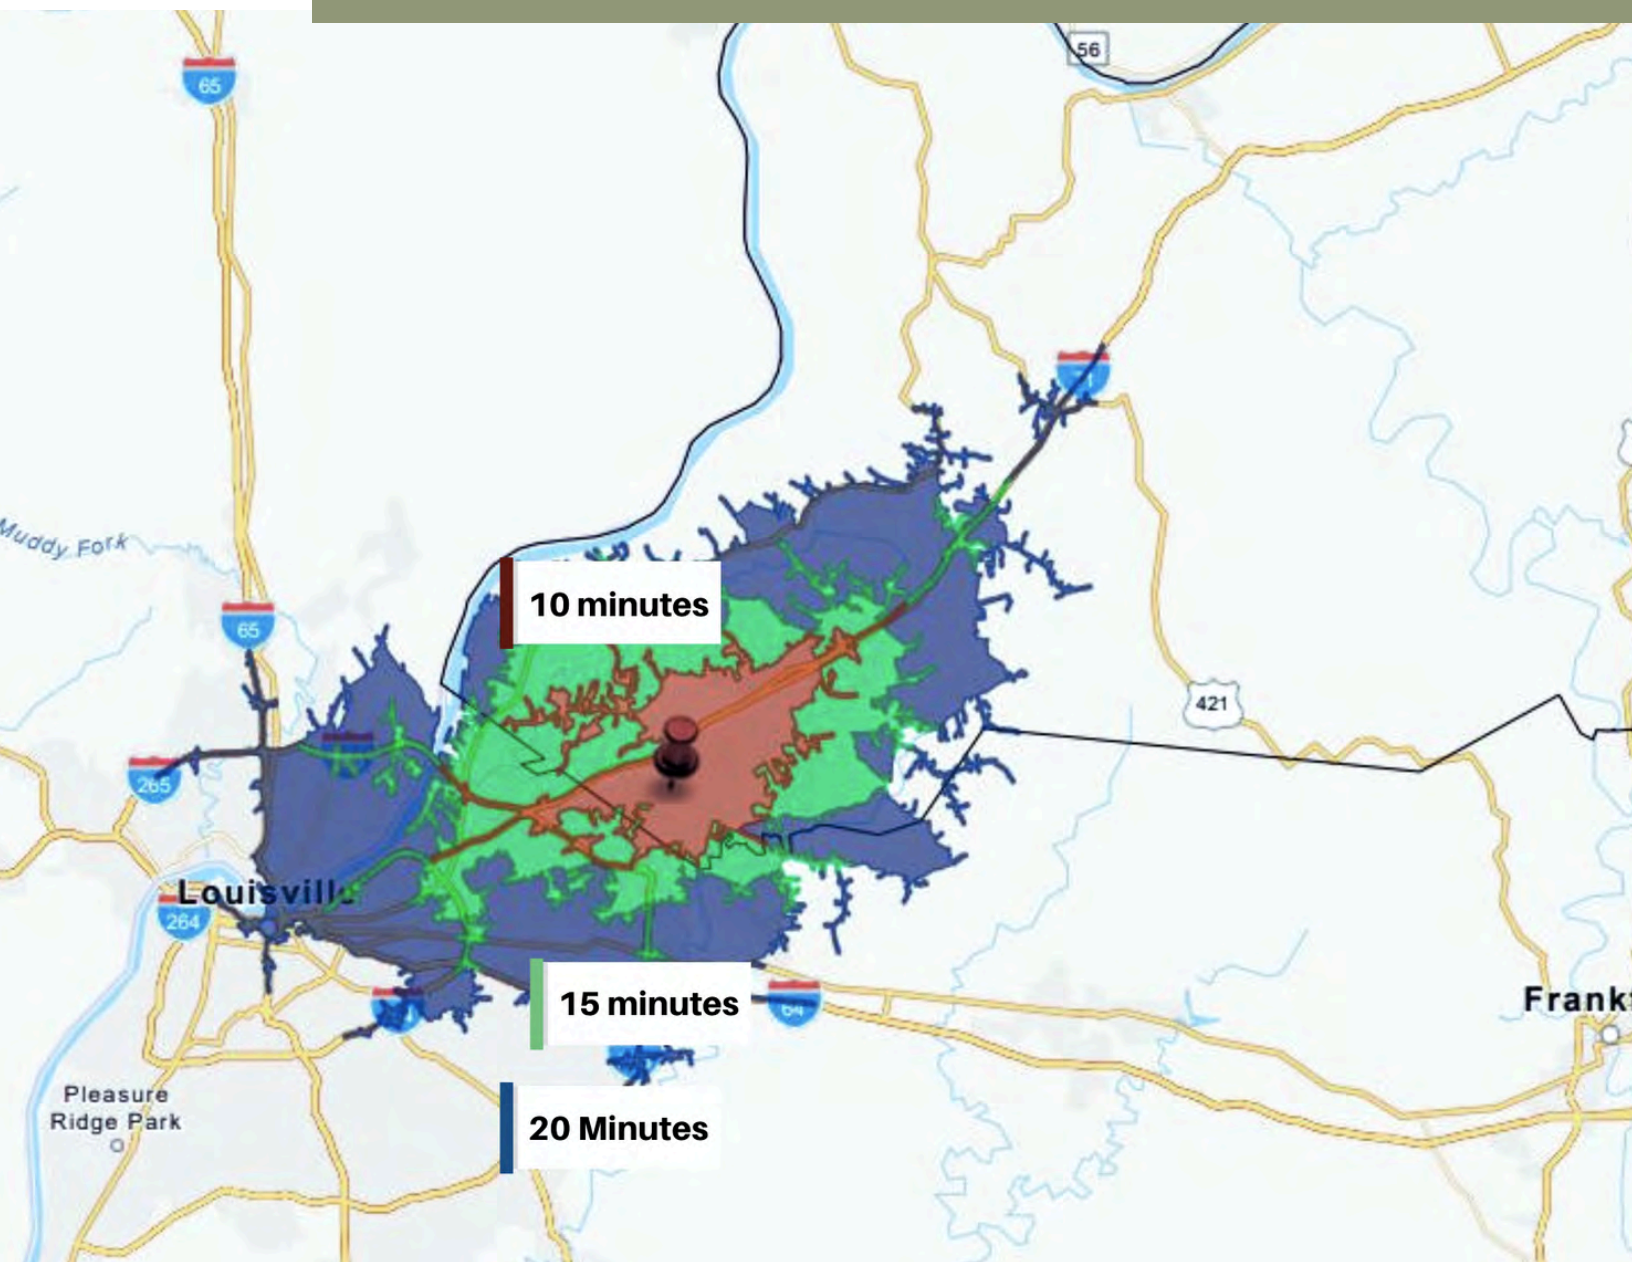 56
65
421
Muddy Fork
10 minutes
65
265
Louisville
264
15 minutes
64
Frank
Pleasure
Ridge Park
20 Minutes